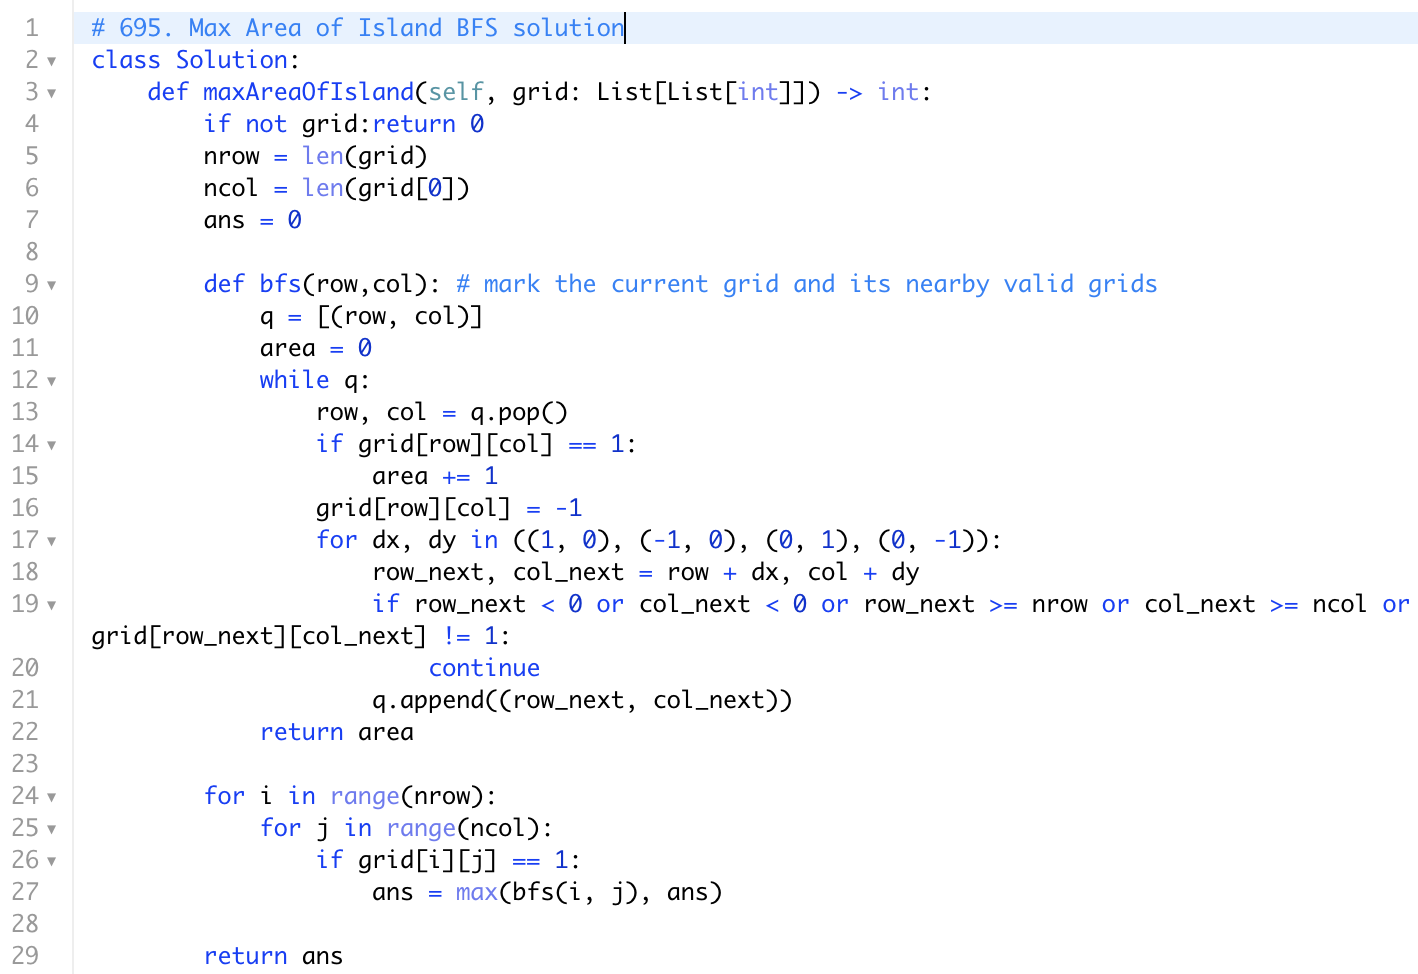 1 # 695. Max Area of Island BFS solution
2 class Solution:
3     def maxAreaOfIsland(self, grid: List[List[int]]) -> int:
4         if not grid:return 0
5         nrow = len(grid)
6         ncol = len(grid[0])
7         ans = 0
8
9         def bfs(row,col): # mark the current grid and its nearby valid grids
10             q = [(row, col)]
11             area = 0
12             while q:
13                 row, col = q.pop()
14                 if grid[row][col] == 1:
15                     area += 1
16                 grid[row][col] = -1
17                 for dx, dy in ((1, 0), (-1, 0), (0, 1), (0, -1)):
18                     row_next, col_next = row + dx, col + dy
19                     if row_next < 0 or col_next < 0 or row_next >= nrow or col_next >= ncol or
grid[row_next][col_next] != 1:
20                         continue
21                     q.append((row_next, col_next))
22             return area
23
24         for i in range(nrow):
25             for j in range(ncol):
26                 if grid[i][j] == 1:
27                     ans = max(bfs(i, j), ans)
28
29         return ans